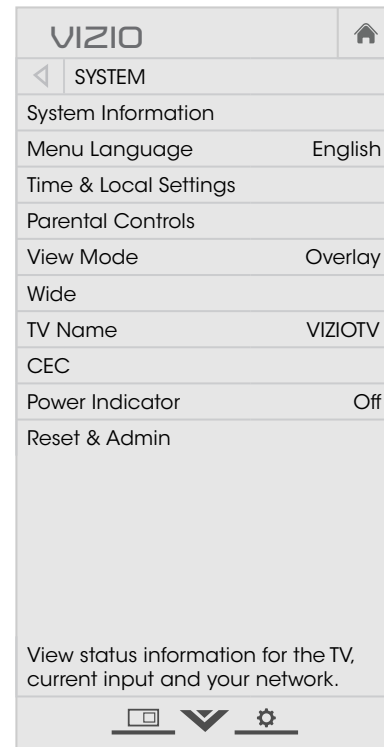 VIZIO
SYSTEM
System Information
Menu Language English
Time & Local Settings
Parental Controls
View Mode Overlay
Wide
TV Name VIZIOTV
CEC
Power Indicator Off
Reset & Admin
View status information for the TV,
current input and your network.